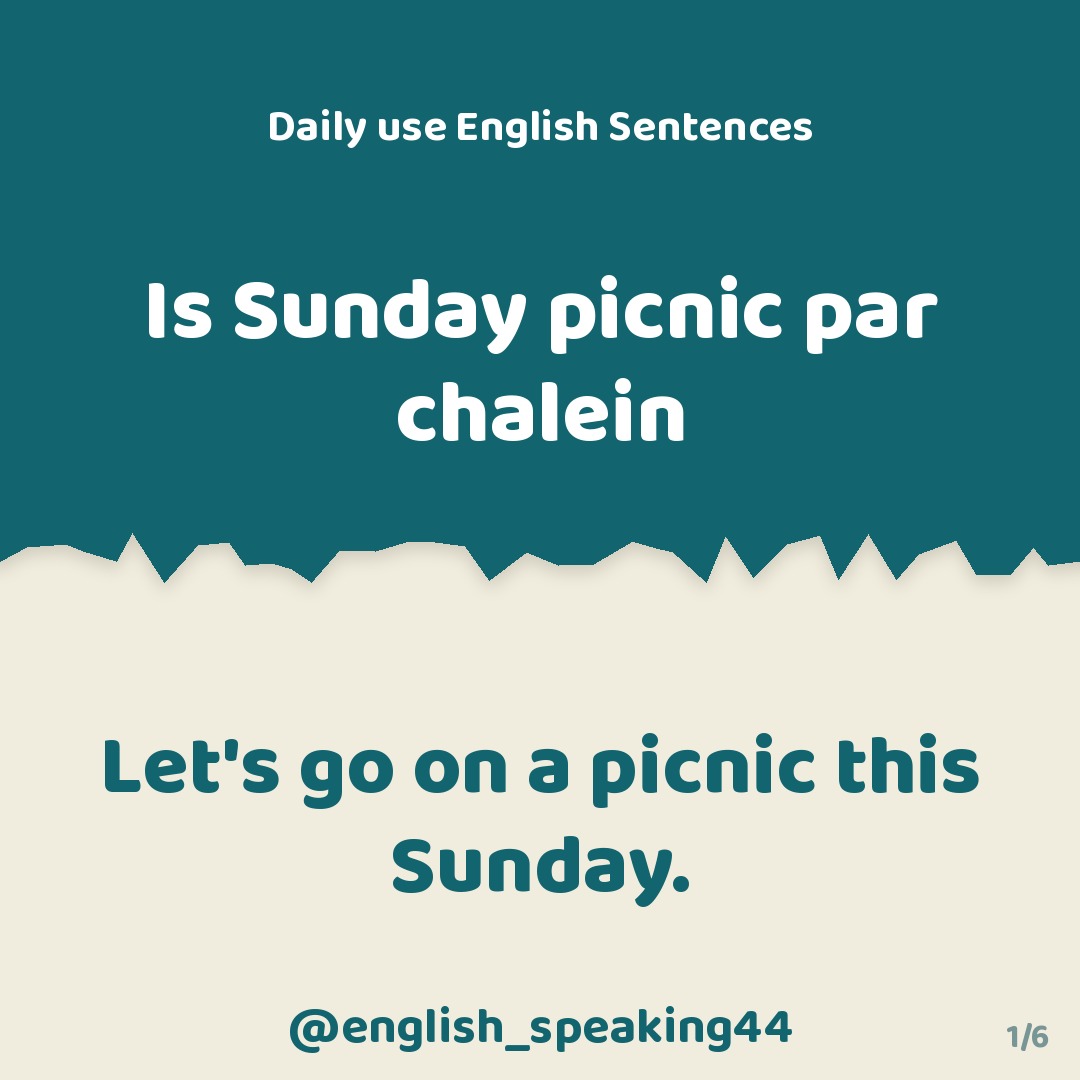 Daily use English Sentences
Is Sunday picnic par
chalein
Let's go on a picnic this
Sunday.
@english_speaking44
1/6